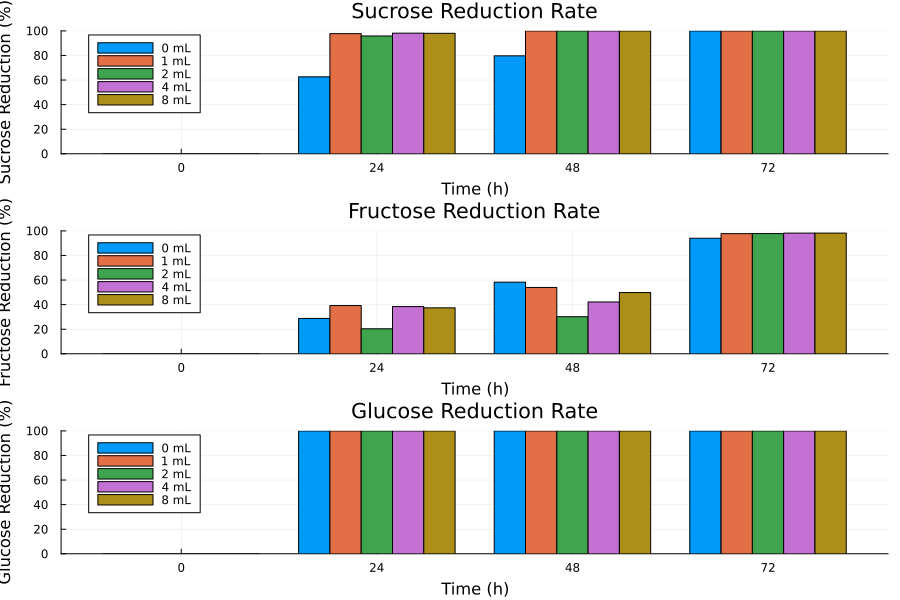 Sucrose Reduction Rate
Sucrose Reduction (%)
100
80
60
40
20
0
0 mL
1 mL
2 mL
4 mL
8 mL
0 24 48 72
Time (h)
Fructose Reduction Rate
Fructose Reduction (%)
100
80
60
40
20
0
0 mL
1 mL
2 mL
4 mL
8 mL
0 24 48 72
Time (h)
Glucose Reduction Rate
Glucose Reduction (%)
100
80
60
40
20
0
0 mL
1 mL
2 mL
4 mL
8 mL
0 24 48 72
Time (h)